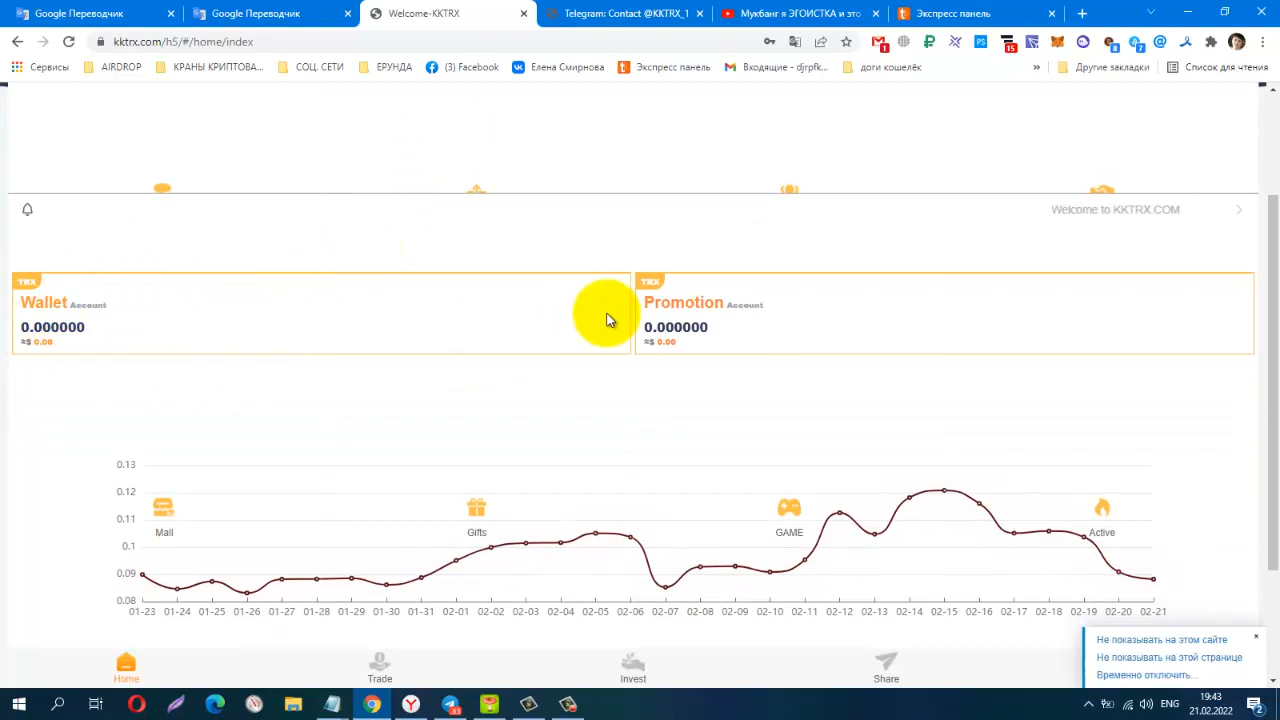 Google Переводчик
Google Переводчик
Welcome-KKTRX
Telegram: Contact @KKTRX_1
Мукбанг я ЭГОИСТКА и это
Экспресс панель
kktrx.com/h5/#/home/index
1
15
8
7
Сервисы
AIRDROP
КРАНЫ КРИПТОВА...
СОЦ. СЕТИ
ЕРУНДА
(3) Facebook
Елена Смирнова
Экспресс панель
Входящие - djrpfk...
доги кошелёк
»
Другие закладки
Список для чтения
Welcome to KKTRX.COM
TRX
Wallet Account
0.000000
≈$ 0.00
TRX
Promotion Account
0.000000
≈$ 0.00
0.13
0.12
0.11
0.1
0.09
0.08
Mail
Gifts
GAME
Active
01-23 01-24 01-25 01-26 01-27 01-28 01-29 01-30 01-31 02-01 02-02 02-03 02-04 02-05 02-06 02-07 02-08 02-09 02-10 02-11 02-12 02-13 02-14 02-15 02-16 02-17 02-18 02-19 02-20 02-21
Не показывать на этом сайте
Не показывать на этой странице
Временно отключить...
Home
Trade
Invest
Share
ENG
19:43
21.02.2022
2